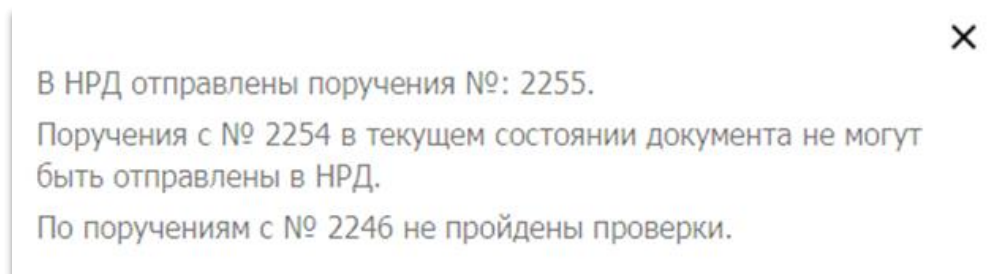 В НРД отправлены поручения №: 2255.
Поручения с № 2254 в текущем состоянии документа не могут
быть отправлены в НРД.
По поручениям с № 2246 не пройдены проверки.